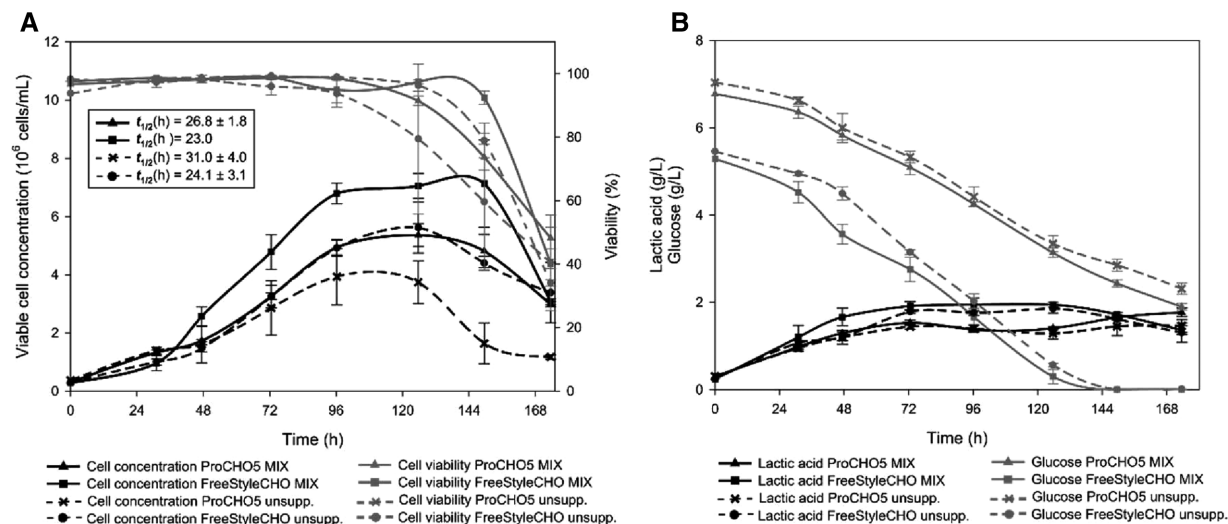 A
12
10
8
6
4
2
0
Viable cell concentration (10⁶ cells/mL)
t1/2(h) = 26.8 ± 1.8
t1/2(h )= 23.0
t1/2(h) = 31.0 ± 4.0
t1/2(h) = 24.1 ± 3.1
100
80
60
40
20
0
Viability (%)
0 24 48 72 96 120 144 168
Time (h)
Cell concentration ProCHO5 MIX
Cell concentration FreeStyleCHO MIX
Cell concentration ProCHO5 unsupp.
Cell concentration FreeStyleCHO unsupp.
Cell viability ProCHO5 MIX
Cell viability FreeStyleCHO MIX
Cell viability ProCHO5 unsupp.
Cell viability FreeStyleCHO unsupp.
B
8
6
4
2
0
Lactic acid (g/L)
Glucose (g/L)
0 24 48 72 96 120 144 168
Time (h)
Lactic acid ProCHO5 MIX
Lactic acid FreeStyleCHO MIX
Lactic acid ProCHO5 unsupp.
Lactic acid FreeStyleCHO unsupp.
Glucose ProCHO5 MIX
Glucose FreeStyleCHO MIX
Glucose ProCHO5 unsupp.
Glucose FreeStyleCHO unsupp.